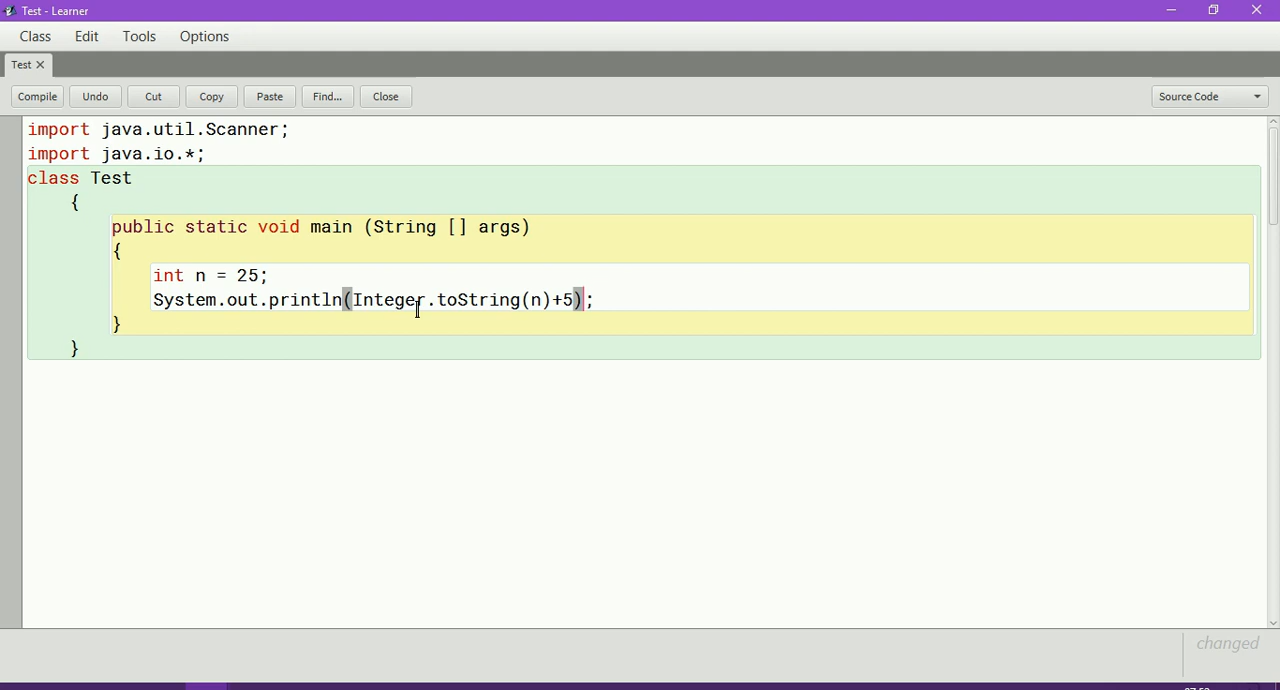 Test - Learner
Class Edit Tools Options
Test
Compile Undo Cut Copy Paste Find... Close Source Code
import java.util.Scanner;
import java.io.*;
class Test
{
public static void main (String [] args)
{
int n = 25;
System.out.println(Integer.toString(n)+5);
}
}
changed